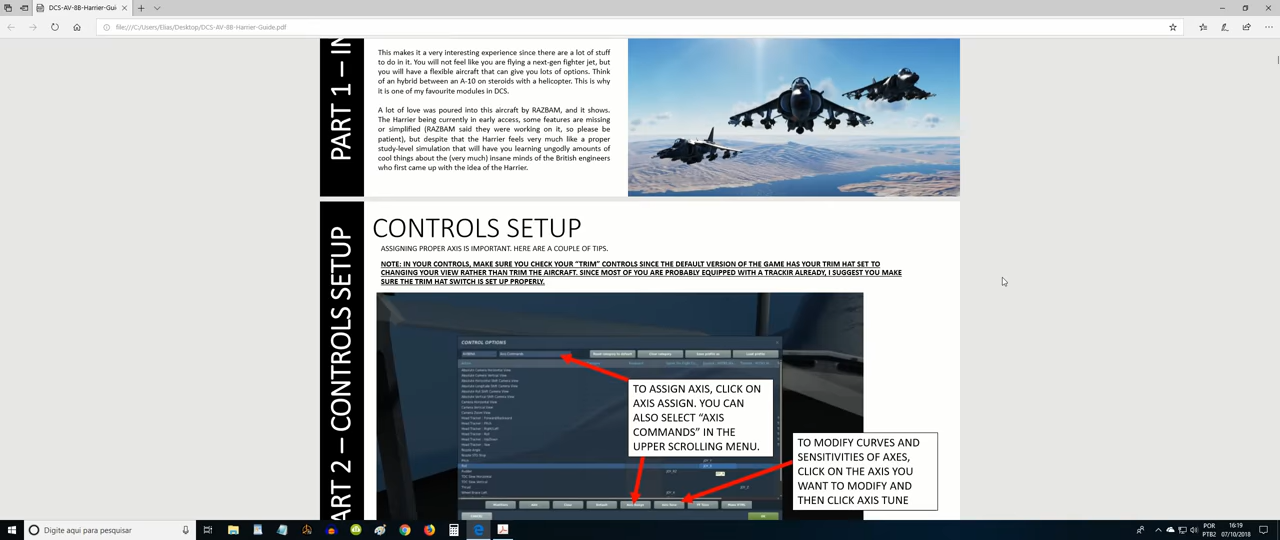 DCS-AV-8B-Harrier-Gui
file:///C:/Users/Elias/Desktop/DCS-AV-8B-Harrier-Guide.pdf
PART 1 – IN
This makes it a very interesting experience since there are a lot of stuff
to do in it. You will not feel like you are flying a next-gen fighter jet, but
you will have a flexible aircraft that can give you lots of options. Think
of an hybrid between an A-10 on steroids with a helicopter. This is why
it is one of my favourite modules in DCS.
A lot of love was poured into this aircraft by RAZBAM, and it shows.
The Harrier being currently in early access, some features are missing
or simplified (RAZBAM said they were working on it, so please be
patient), but despite that the Harrier feels very much like a proper
study-level simulation that will have you learning ungodly amounts of
cool things about the (very much) insane minds of the British engineers
who first came up with the idea of the Harrier.
ART 2 – CONTROLS SETUP
CONTROLS SETUP
ASSIGNING PROPER AXIS IS IMPORTANT. HERE ARE A COUPLE OF TIPS.
NOTE: IN YOUR CONTROLS, MAKE SURE YOU CHECK YOUR "TRIM" CONTROLS SINCE THE DEFAULT VERSION OF THE GAME HAS YOUR TRIM HAT SET TO
CHANGING YOUR VIEW RATHER THAN TRIM THE AIRCRAFT. SINCE MOST OF YOU ARE PROBABLY EQUIPPED WITH A TRACKIR ALREADY, I SUGGEST YOU MAKE
SURE THE TRIM HAT SWITCH IS SET UP PROPERLY.
CONTROL OPTIONS
Axis Commands
TO ASSIGN AXIS, CLICK ON
AXIS ASSIGN. YOU CAN
ALSO SELECT "AXIS
COMMANDS" IN THE
UPPER SCROLLING MENU.
TO MODIFY CURVES AND
SENSITIVITIES OF AXES,
CLICK ON THE AXIS YOU
WANT TO MODIFY AND
THEN CLICK AXIS TUNE
Digite aqui para pesquisar
POR
PTB2
16:19
07/10/2018